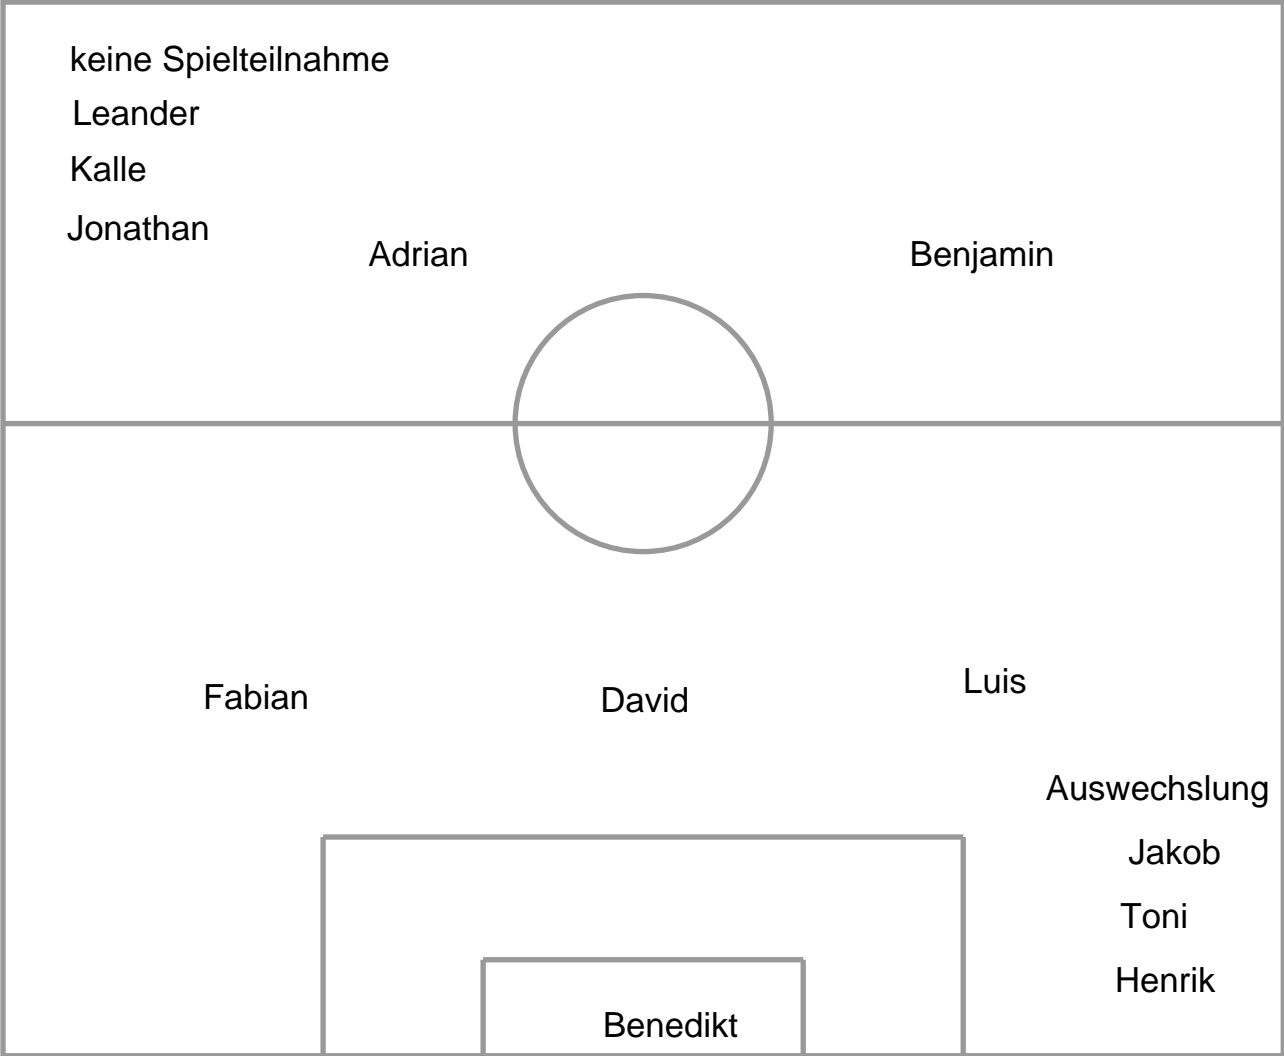 keine Spielteilnahme
Leander
Kalle
Jonathan
Adrian
Benjamin
Fabian
David
Luis
Auswechslung
Jakob
Toni
Henrik
Benedikt